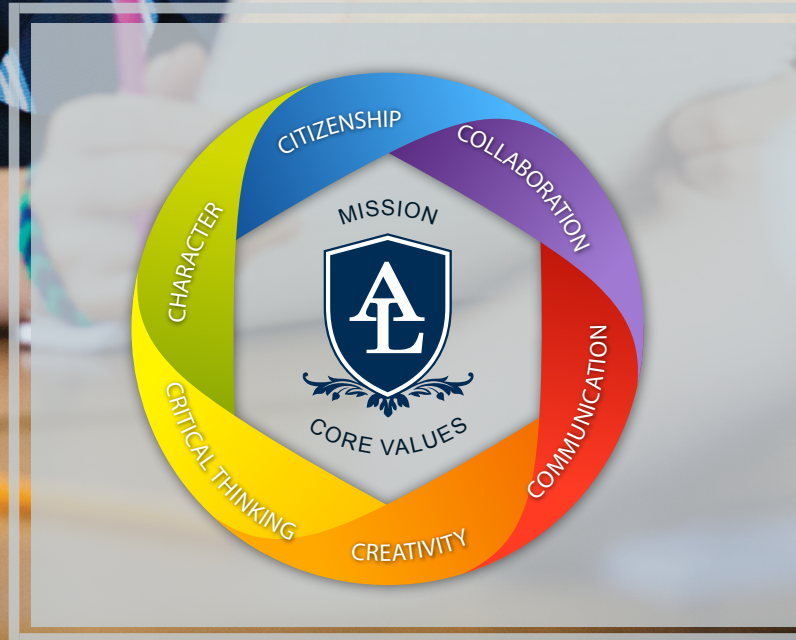 CITIZENSHIP
COLLABORATION
COMMUNICATION
CREATIVITY
CRITICAL THINKING
CHARACTER
MISSION
AL
CORE VALUES